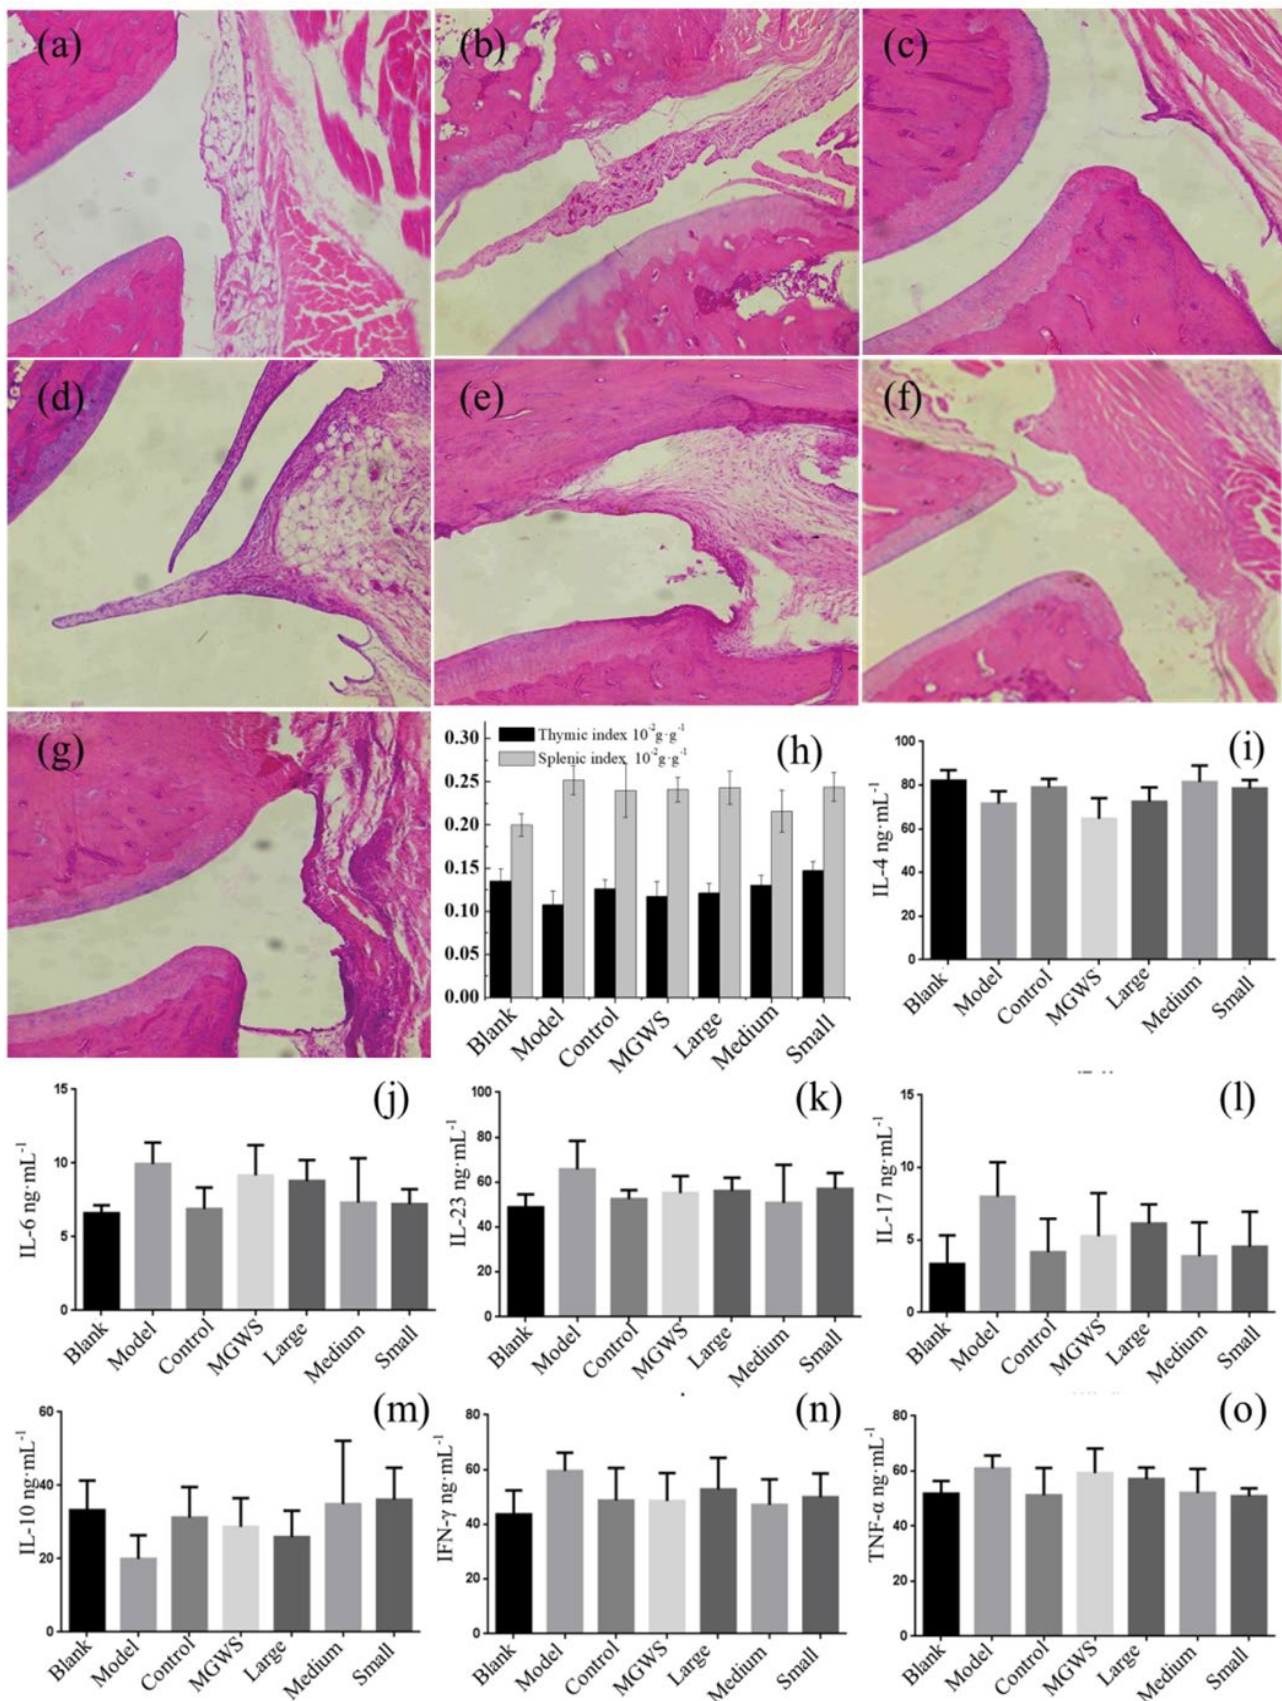 (a)
(b)
(c)
(d)
(e)
(f)
(g)
(h)
Thymic index 10⁻²g·g⁻¹
Splenic index 10⁻²g·g⁻¹
0.30
0.25
0.20
0.15
0.10
0.05
0.00
Blank
Model
Control
MGWS
Large
Medium
Small
(i)
IL-4 ng·mL⁻¹
100
80
60
40
20
0
Blank
Model
Control
MGWS
Large
Medium
Small
(j)
IL-6 ng·mL⁻¹
15
10
5
0
Blank
Model
Control
MGWS
Large
Medium
Small
(k)
IL-23 ng·mL⁻¹
100
80
60
40
20
0
Blank
Model
Control
MGWS
Large
Medium
Small
(l)
IL-17 ng·mL⁻¹
15
10
5
0
Blank
Model
Control
MGWS
Large
Medium
Small
(m)
IL-10 ng·mL⁻¹
60
40
20
0
Blank
Model
Control
MGWS
Large
Medium
Small
(n)
IFN-γ ng·mL⁻¹
80
60
40
20
0
Blank
Model
Control
MGWS
Large
Medium
Small
(o)
TNF-α ng·mL⁻¹
80
60
40
20
0
Blank
Model
Control
MGWS
Large
Medium
Small